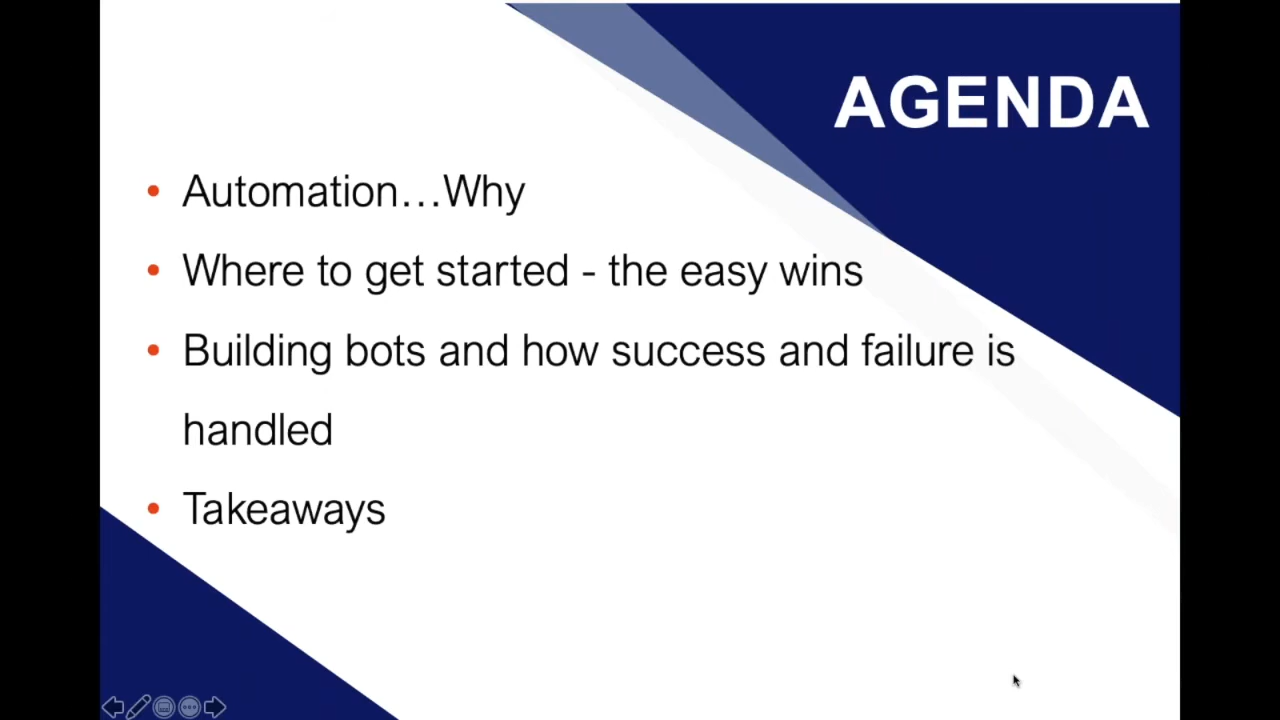 AGENDA
• Automation…Why
• Where to get started - the easy wins
• Building bots and how success and failure is
handled
• Takeaways